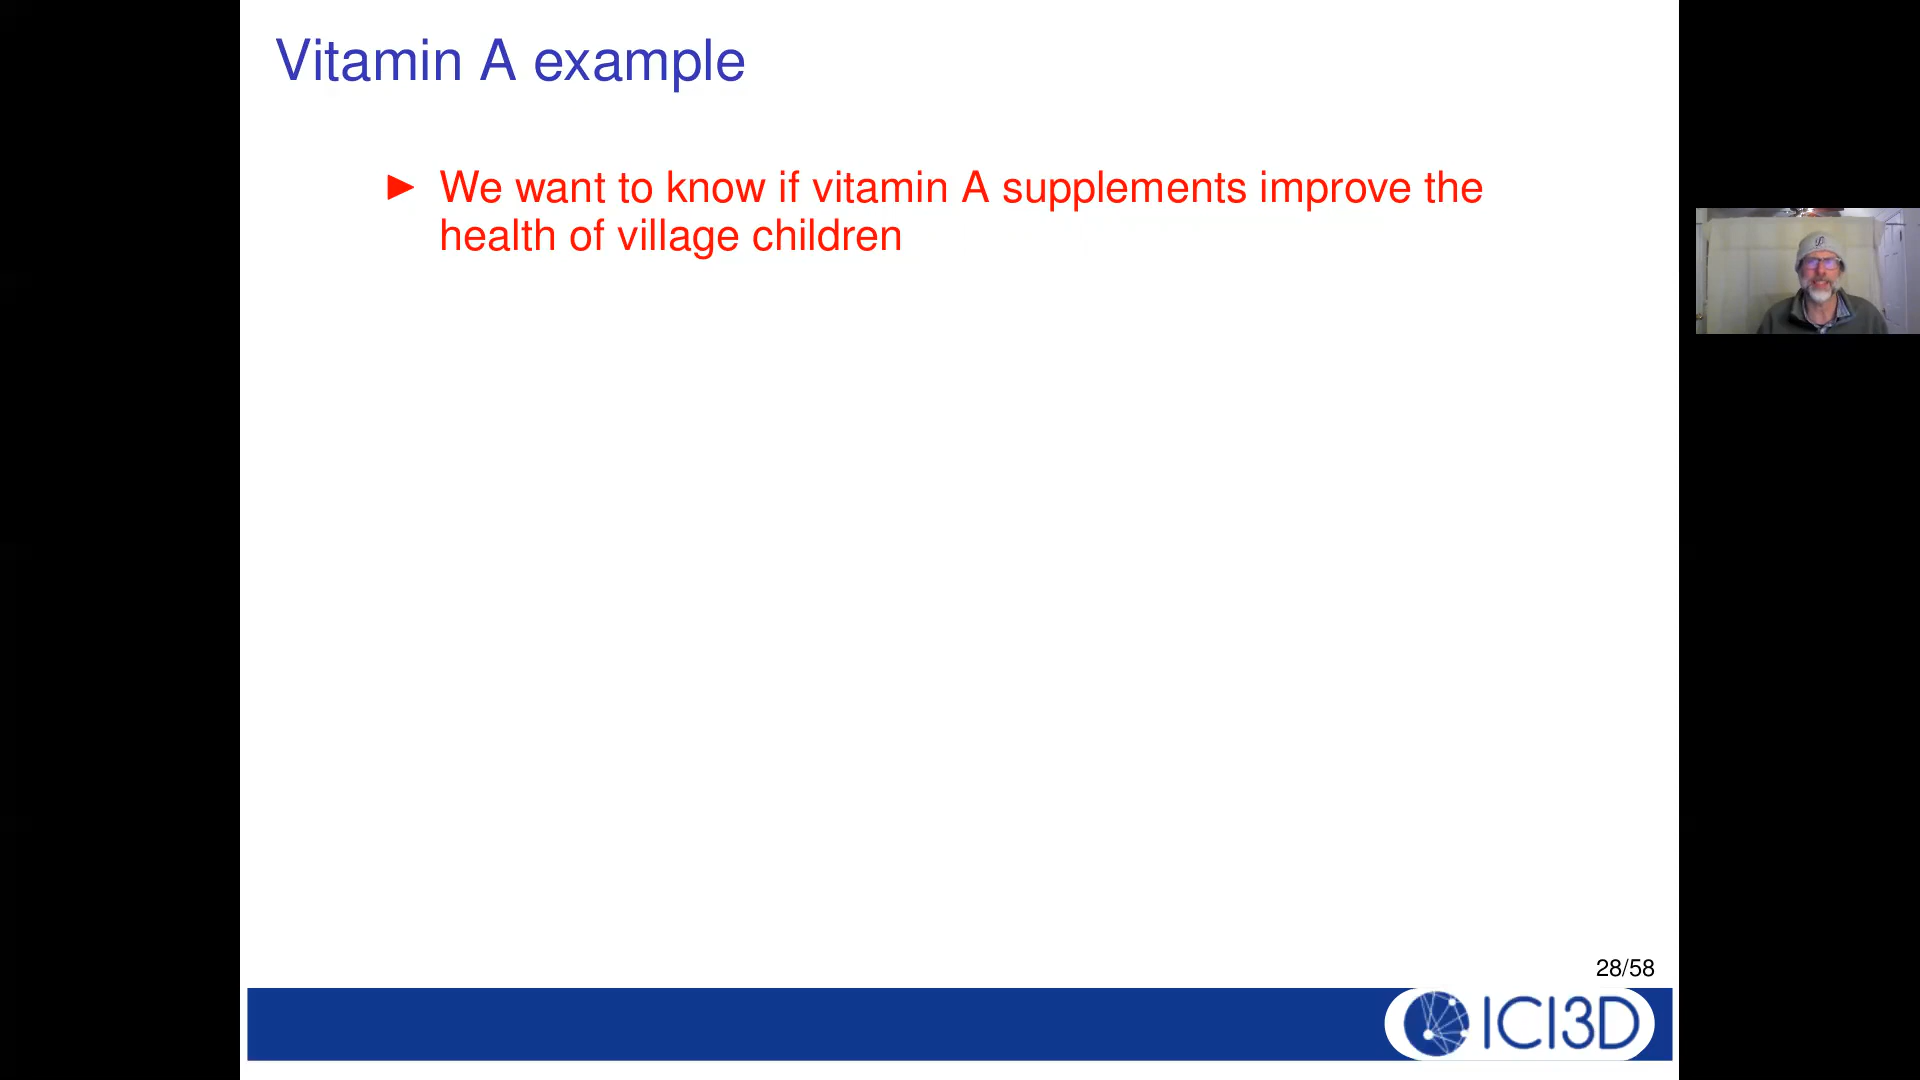 Vitamin A example
▶ We want to know if vitamin A supplements improve the
health of village children
28/58
ICI3D